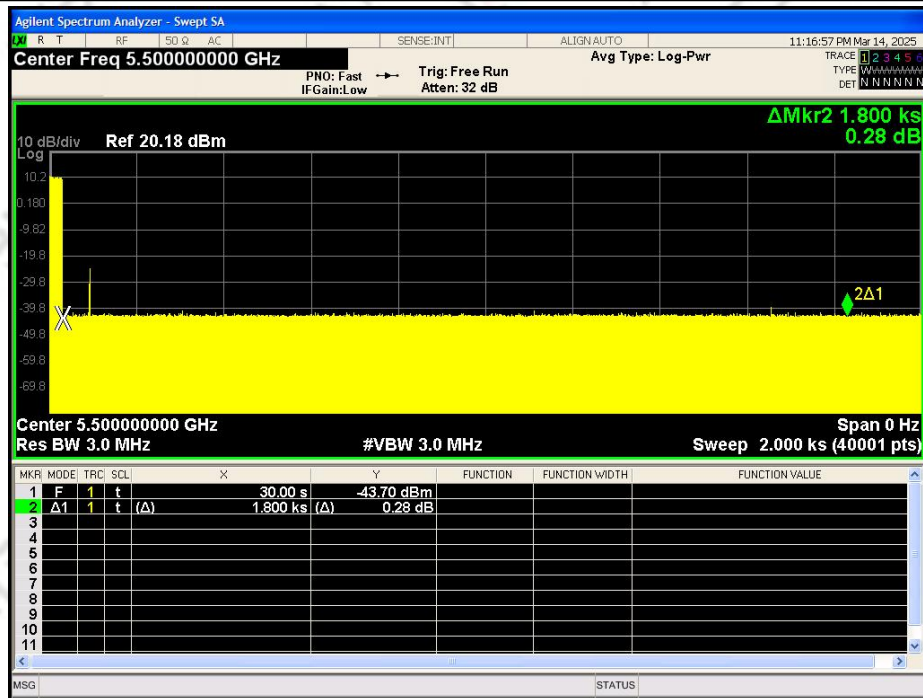 Agilent Spectrum Analyzer - Swept SA
LXI R T RF 50 Ω AC SENSE:INT ALIGN AUTO 11:16:57 PM Mar 14, 2025
Center Freq 5.500000000 GHz Avg Type: Log-Pwr TRACE 1 2 3 4 5 6
PNO: Fast Trig: Free Run TYPE
IFGain:Low Atten: 32 dB DET N N N N N N
ΔMkr2 1.800 ks
10 dB/div Ref 20.18 dBm 0.28 dB
Log
10.2
0.180
-9.82
-19.8
-29.8
2Δ1
-39.8
X
-49.8
-59.8
-69.8
Center 5.500000000 GHz Span 0 Hz
Res BW 3.0 MHz #VBW 3.0 MHz Sweep 2.000 ks (40001 pts)
MKR MODE TRC SCL X Y FUNCTION FUNCTION WIDTH FUNCTION VALUE
1 F 1 t 30.00 s -43.70 dBm
2 Δ1 1 t (Δ) 1.800 ks (Δ) 0.28 dB
3
4
5
6
7
8
9
10
11
MSG STATUS